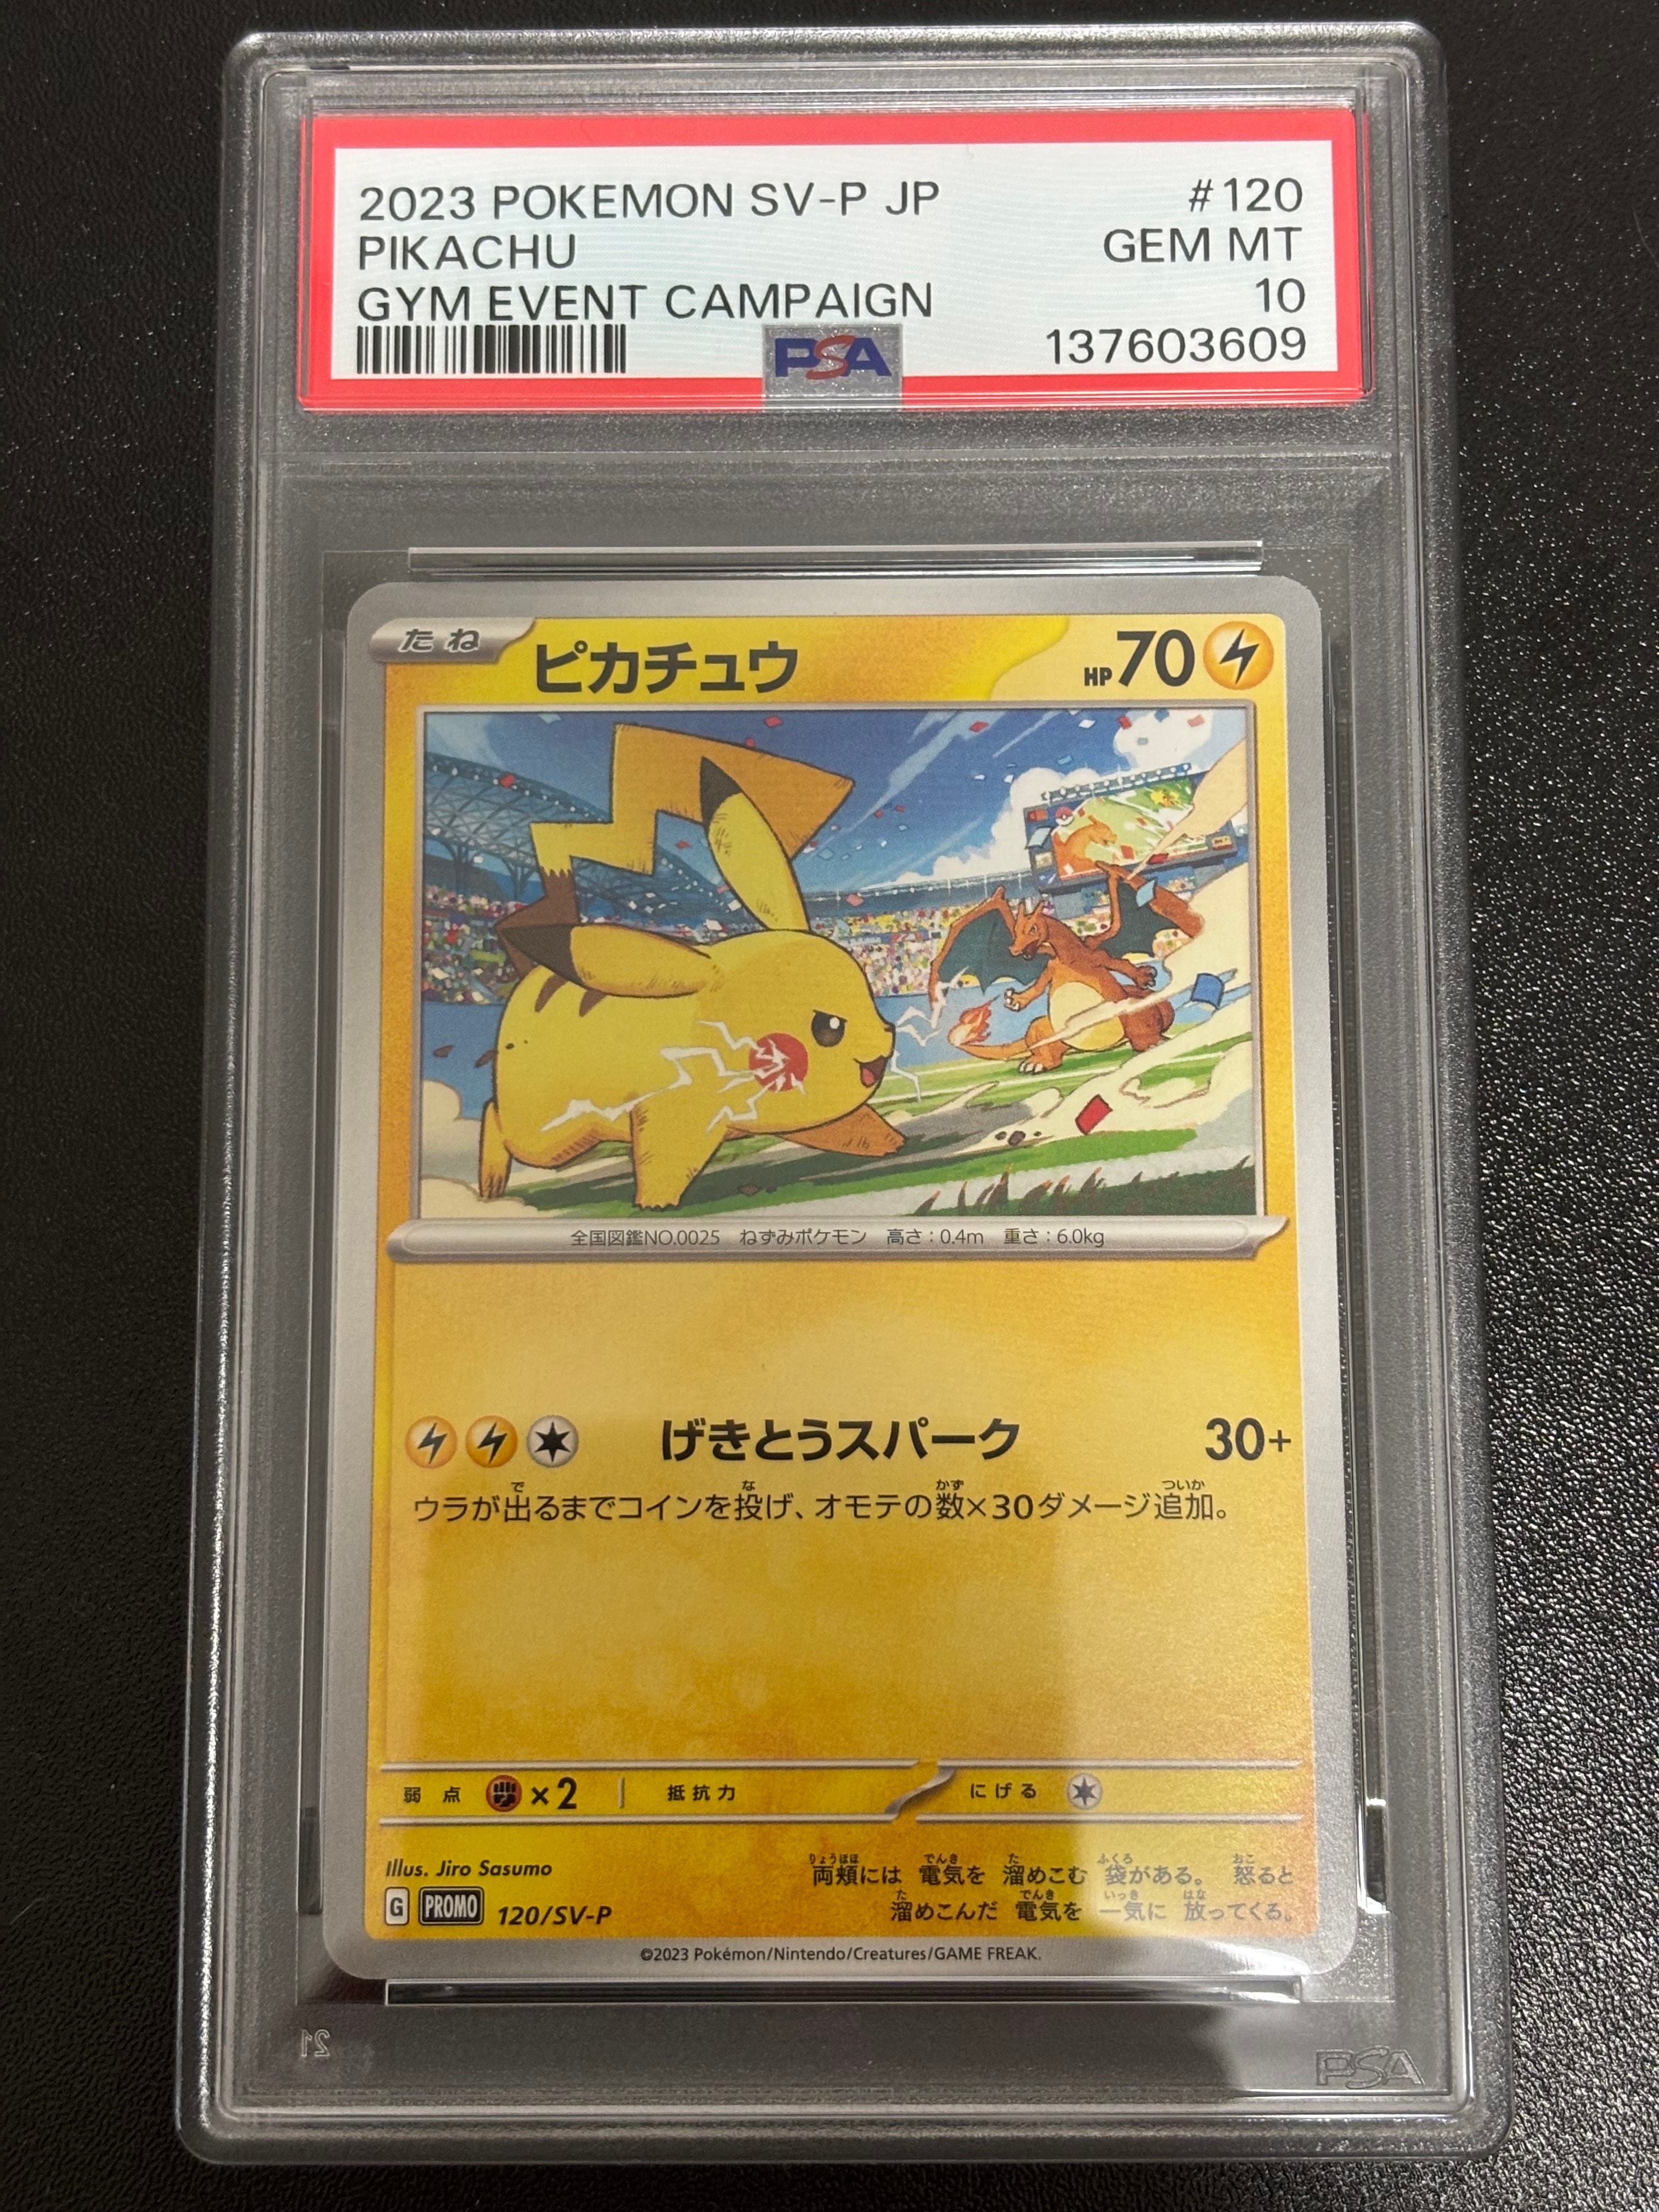 2023 POKEMON SV-P JP #120
PIKACHU GEM MT
GYM EVENT CAMPAIGN 10
PSA 137603609
たね ピカチュウ HP70
全国図鑑NO.0025 ねずみポケモン 高さ:0.4m 重さ:6.0kg
げきとうスパーク 30+
ウラが出るまでコインを投げ、オモテの数×30ダメージ追加。
弱点 ×2 抵抗力 にげる
Illus. Jiro Sasumo
両頬には 電気を 溜めこむ 袋がある。 怒ると
溜めこんだ 電気を 一気に 放ってくる。
G PROMO 120/SV-P
©2023 Pokémon/Nintendo/Creatures/GAME FREAK.
21
PSA